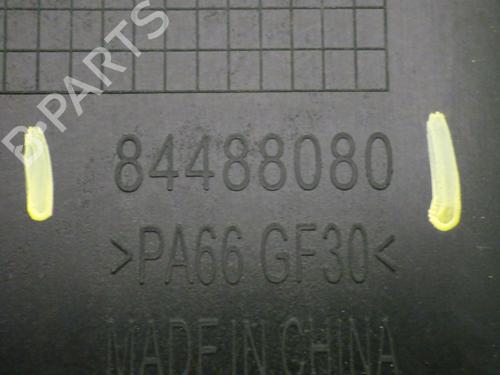 B-PARTS
84488080
>PA66 GF30<
MADE IN CHINA